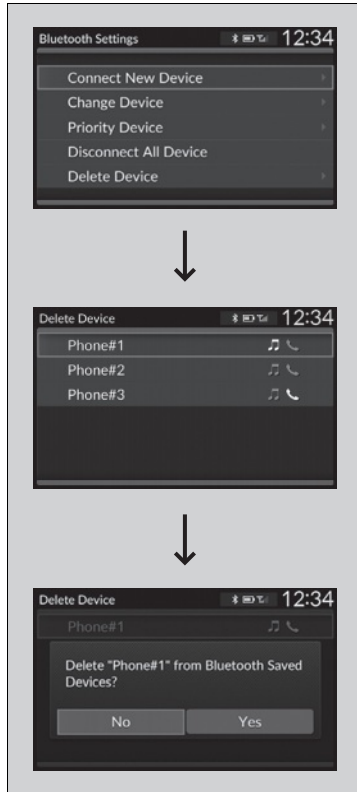 Bluetooth Settings 12:34
Connect New Device
Change Device
Priority Device
Disconnect All Device
Delete Device
Delete Device 12:34
Phone#1
Phone#2
Phone#3
Delete Device 12:34
Phone#1
Delete "Phone#1" from Bluetooth Saved
Devices?
No Yes